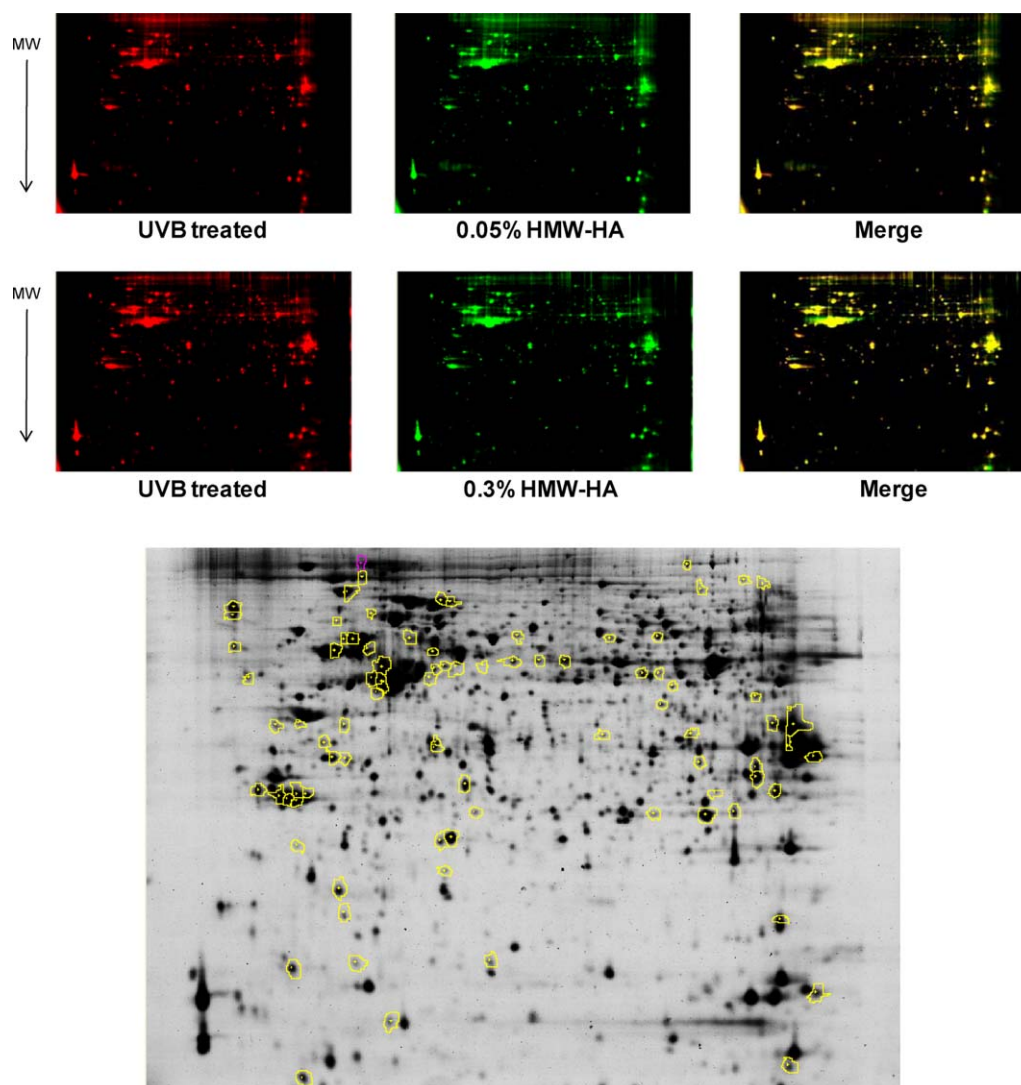 MW
UVB treated
0.05% HMW-HA
Merge
MW
UVB treated
0.3% HMW-HA
Merge